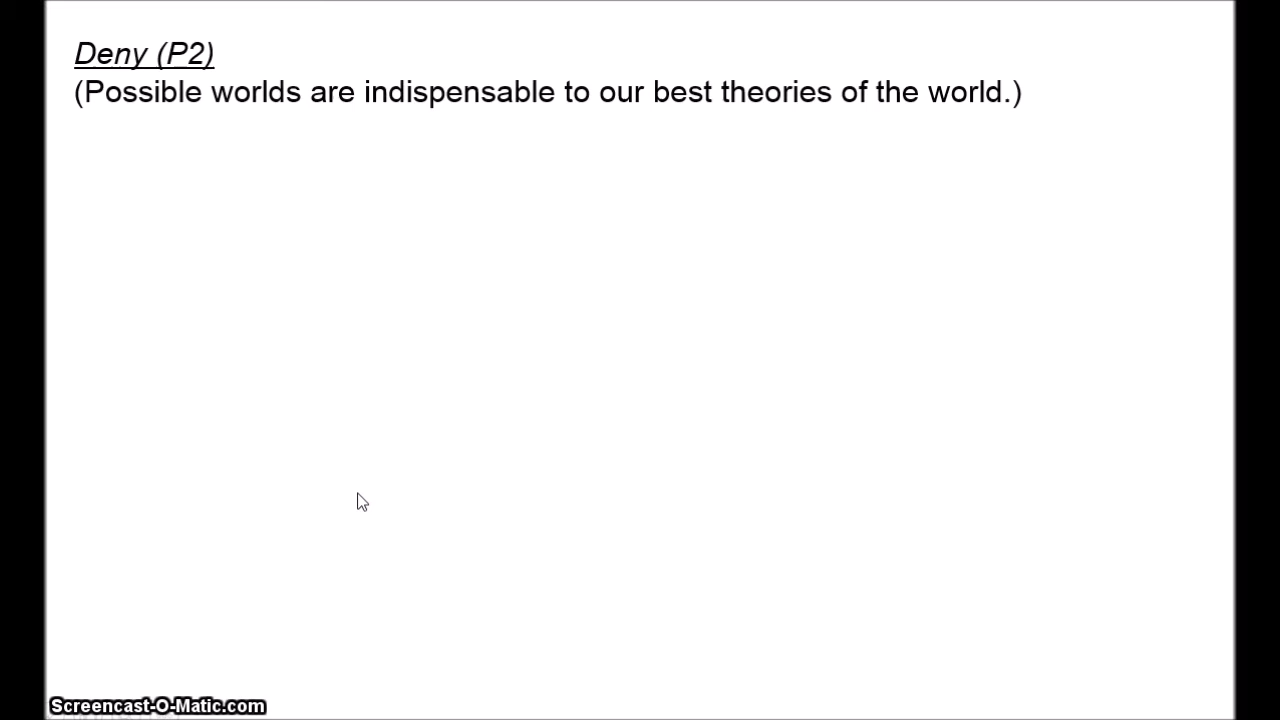 Deny (P2)
(Possible worlds are indispensable to our best theories of the world.)
Screencast-O-Matic.com